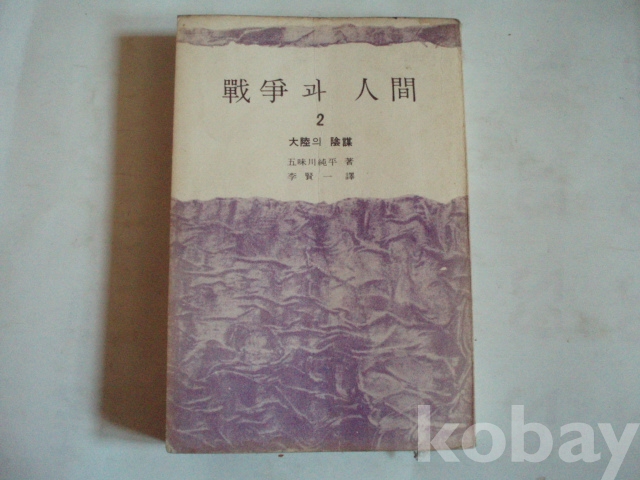 戰爭과 人間
2
大陸의 陰謀
五味川純平 著
李賢一 譯
kobay